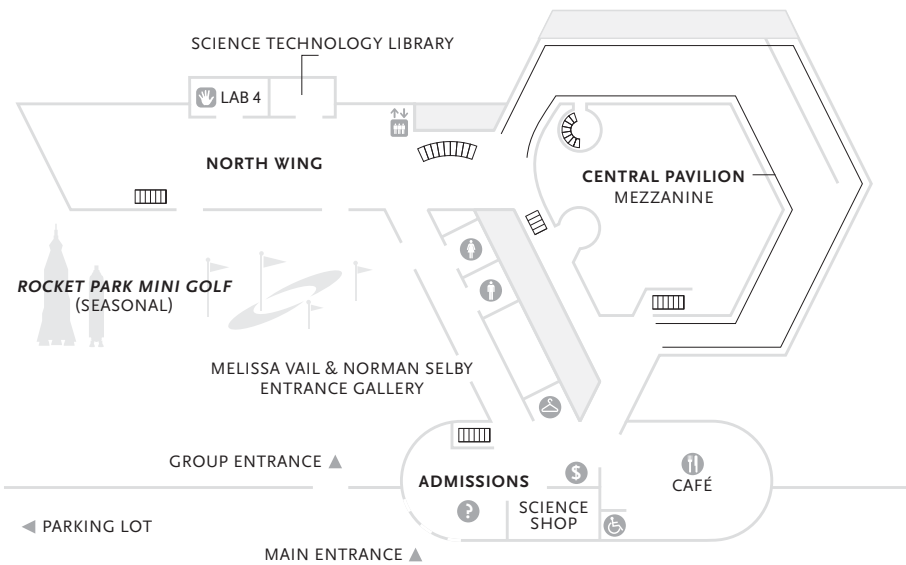 SCIENCE TECHNOLOGY LIBRARY
LAB 4
NORTH WING
CENTRAL PAVILION
MEZZANINE
ROCKET PARK MINI GOLF
(SEASONAL)
MELISSA VAIL & NORMAN SELBY
ENTRANCE GALLERY
GROUP ENTRANCE ▲
ADMISSIONS
$
CAFÉ
?
SCIENCE
SHOP
◀ PARKING LOT
MAIN ENTRANCE ▲